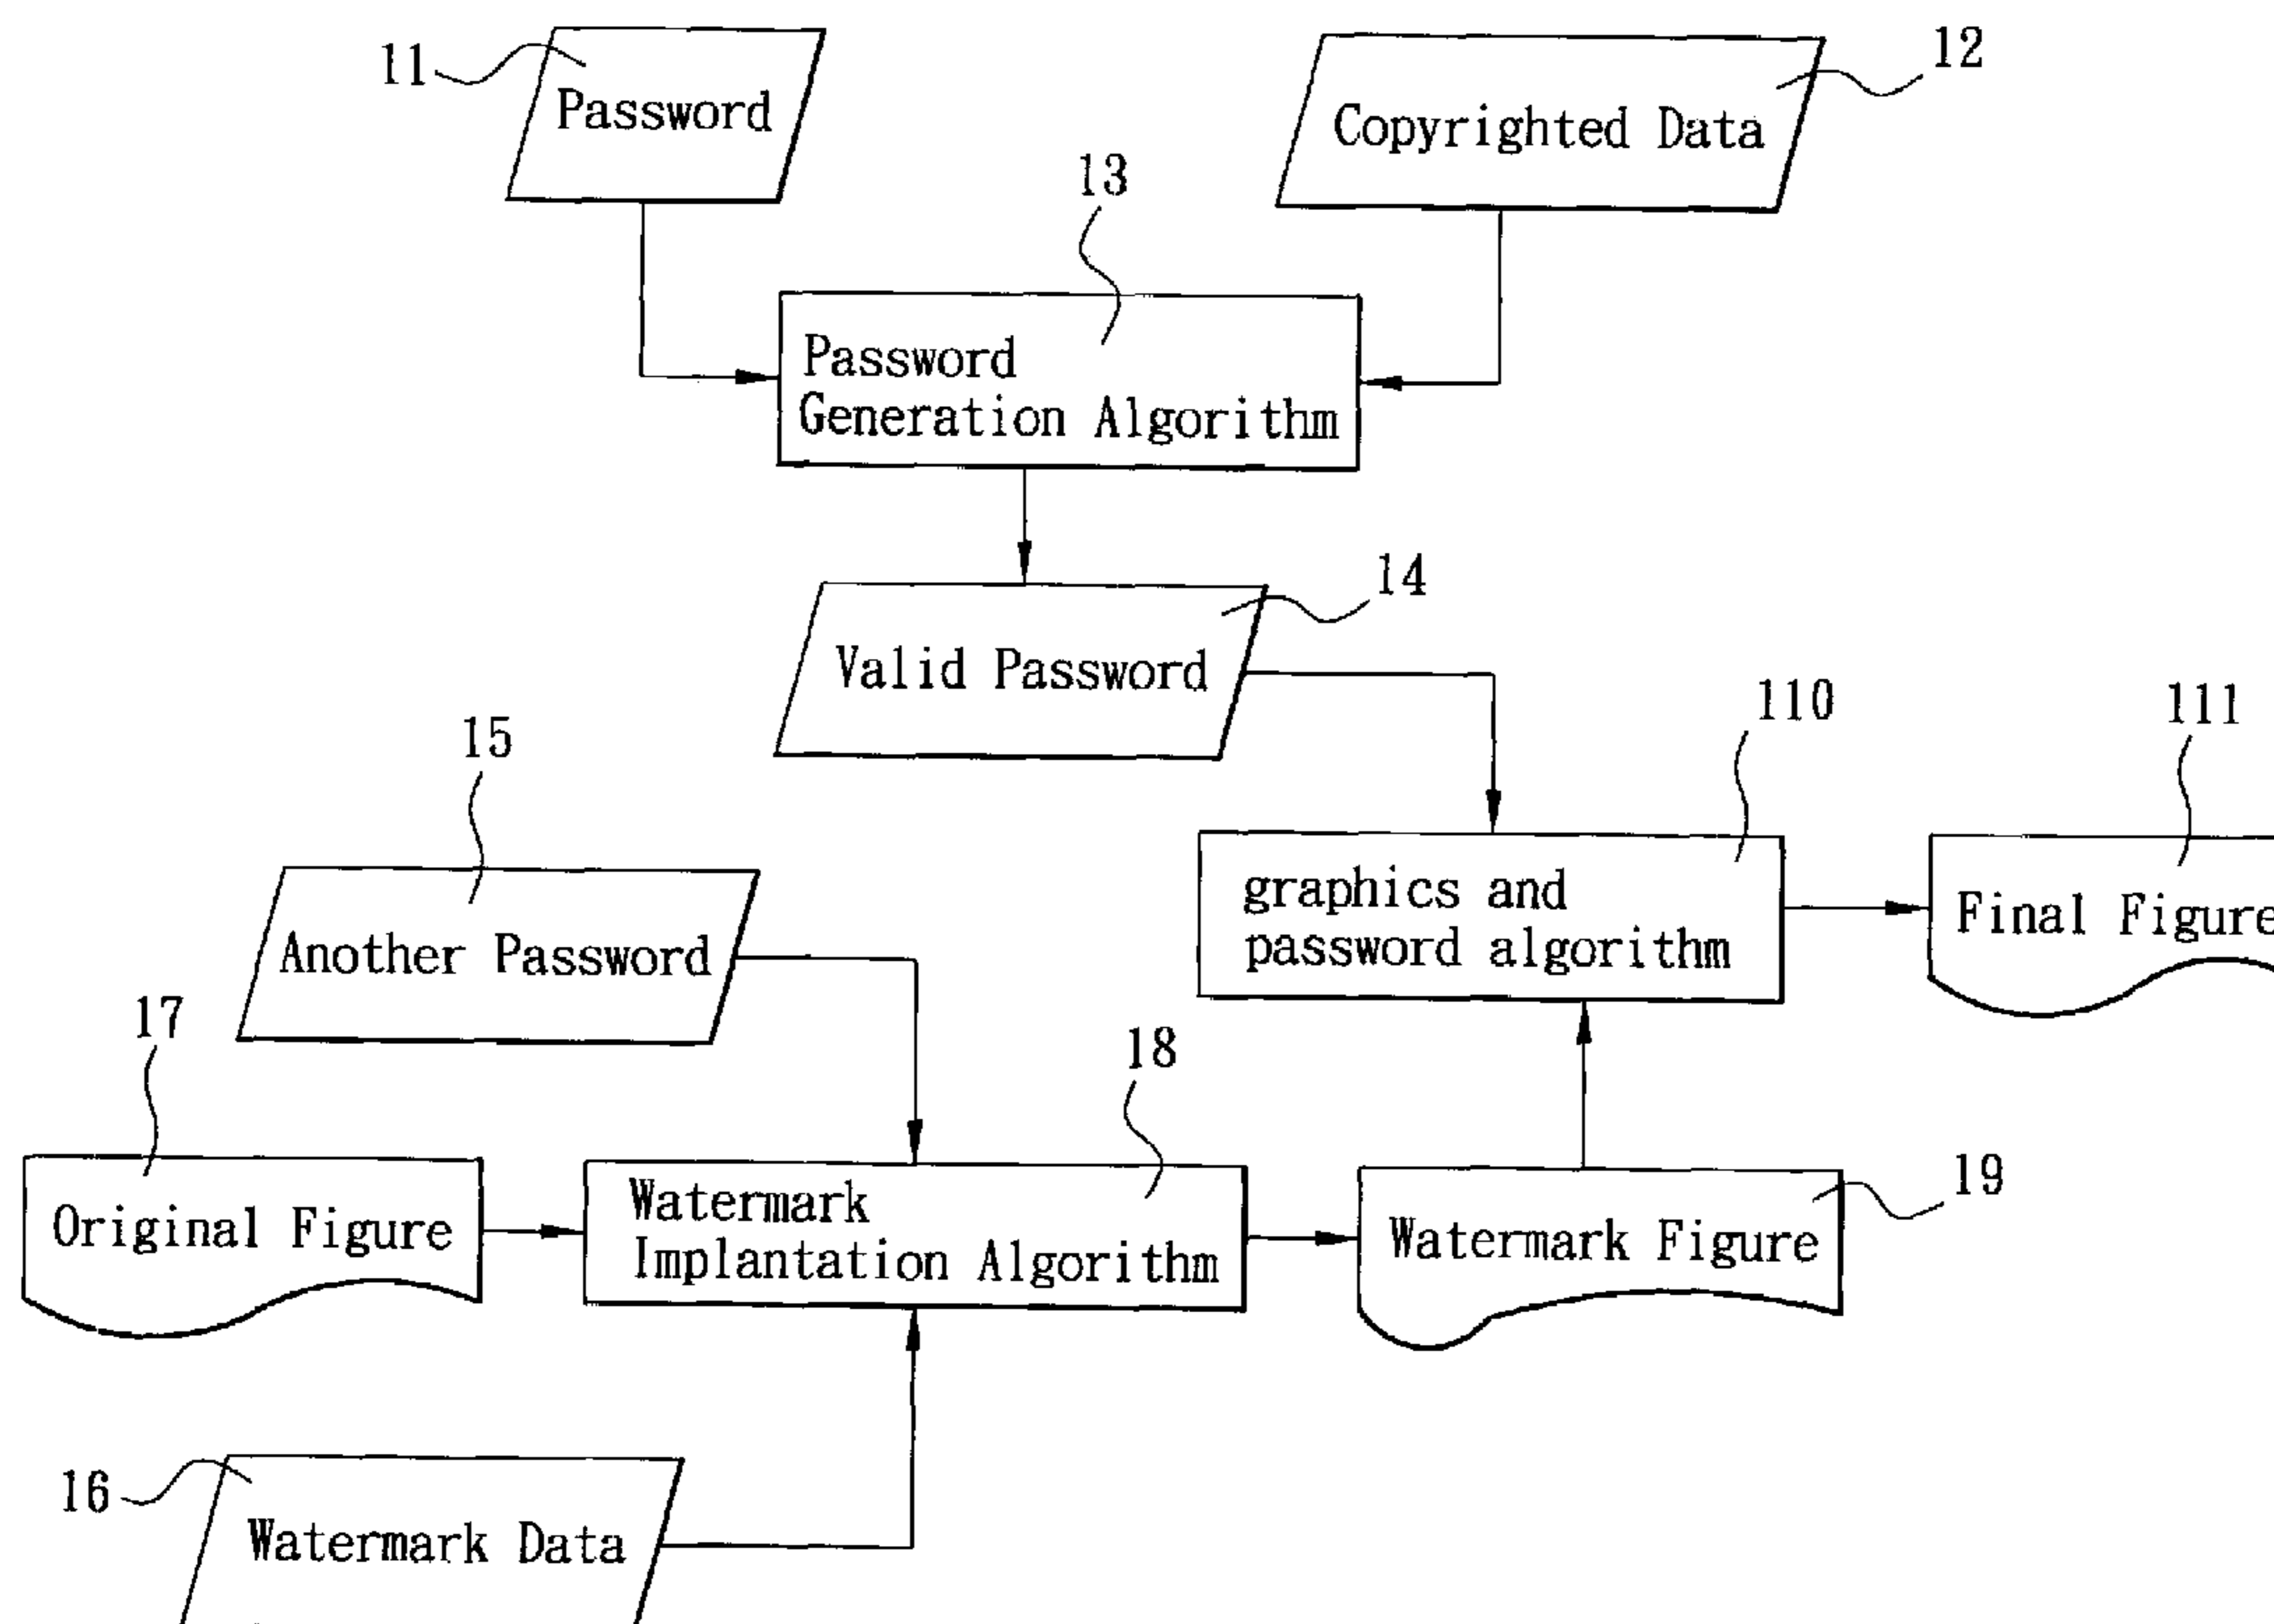 11
Password
12
Copyrighted Data
13
Password
Generation Algorithm
14
Valid Password
15
Another Password
110
graphics and
password algorithm
111
Final Figure
17
Original Figure
18
Watermark
Implantation Algorithm
19
Watermark Figure
16
Watermark Data